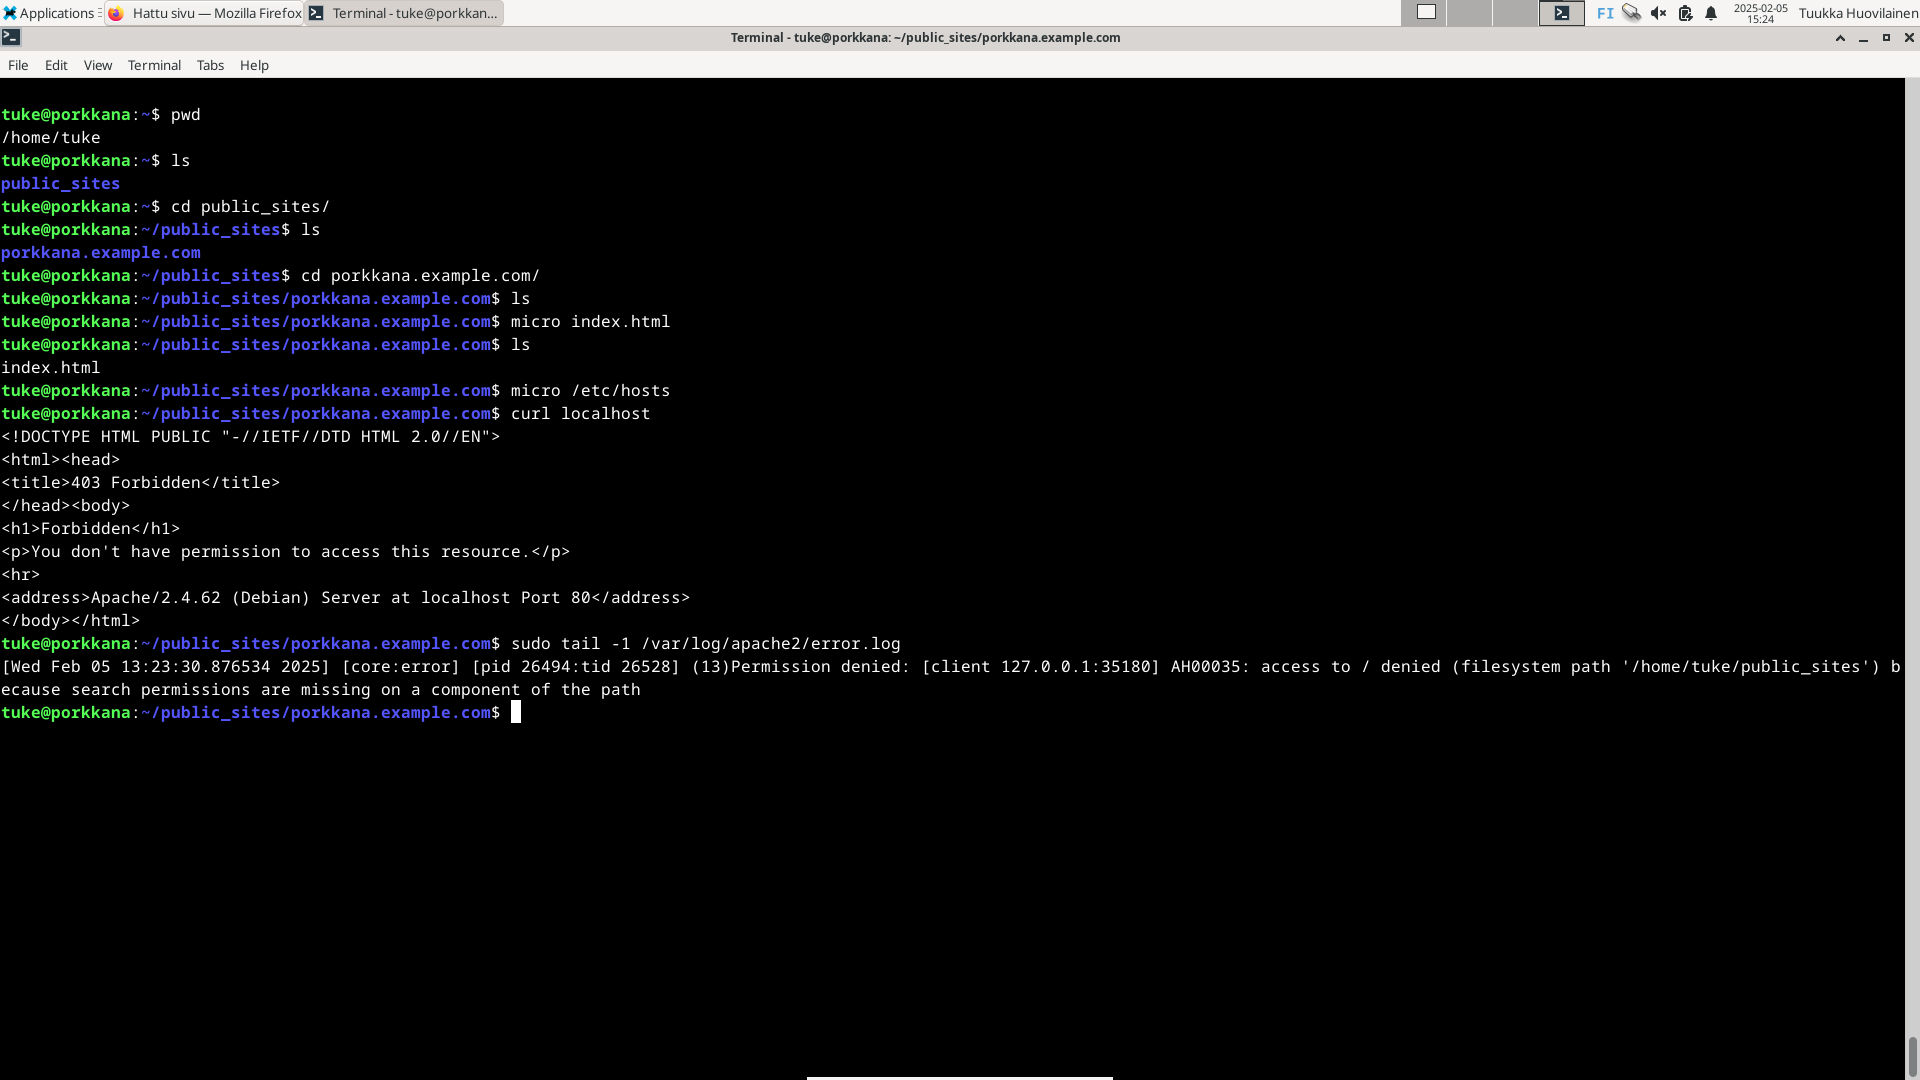 Applications
Hattu sivu — Mozilla Firefox
Terminal - tuke@porkkan...
FI
2025-02-05
15:24
Tuukka Huovilainen
Terminal - tuke@porkkana: ~/public_sites/porkkana.example.com
File Edit View Terminal Tabs Help
tuke@porkkana:~$ pwd
/home/tuke
tuke@porkkana:~$ ls
public_sites
tuke@porkkana:~$ cd public_sites/
tuke@porkkana:~/public_sites$ ls
porkkana.example.com
tuke@porkkana:~/public_sites$ cd porkkana.example.com/
tuke@porkkana:~/public_sites/porkkana.example.com$ ls
tuke@porkkana:~/public_sites/porkkana.example.com$ micro index.html
tuke@porkkana:~/public_sites/porkkana.example.com$ ls
index.html
tuke@porkkana:~/public_sites/porkkana.example.com$ micro /etc/hosts
tuke@porkkana:~/public_sites/porkkana.example.com$ curl localhost
<!DOCTYPE HTML PUBLIC "-//IETF//DTD HTML 2.0//EN">
<html><head>
<title>403 Forbidden</title>
</head><body>
<h1>Forbidden</h1>
<p>You don't have permission to access this resource.</p>
<hr>
<address>Apache/2.4.62 (Debian) Server at localhost Port 80</address>
</body></html>
tuke@porkkana:~/public_sites/porkkana.example.com$ sudo tail -1 /var/log/apache2/error.log
[Wed Feb 05 13:23:30.876534 2025] [core:error] [pid 26494:tid 26528] (13)Permission denied: [client 127.0.0.1:35180] AH00035: access to / denied (filesystem path '/home/tuke/public_sites') b
ecause search permissions are missing on a component of the path
tuke@porkkana:~/public_sites/porkkana.example.com$